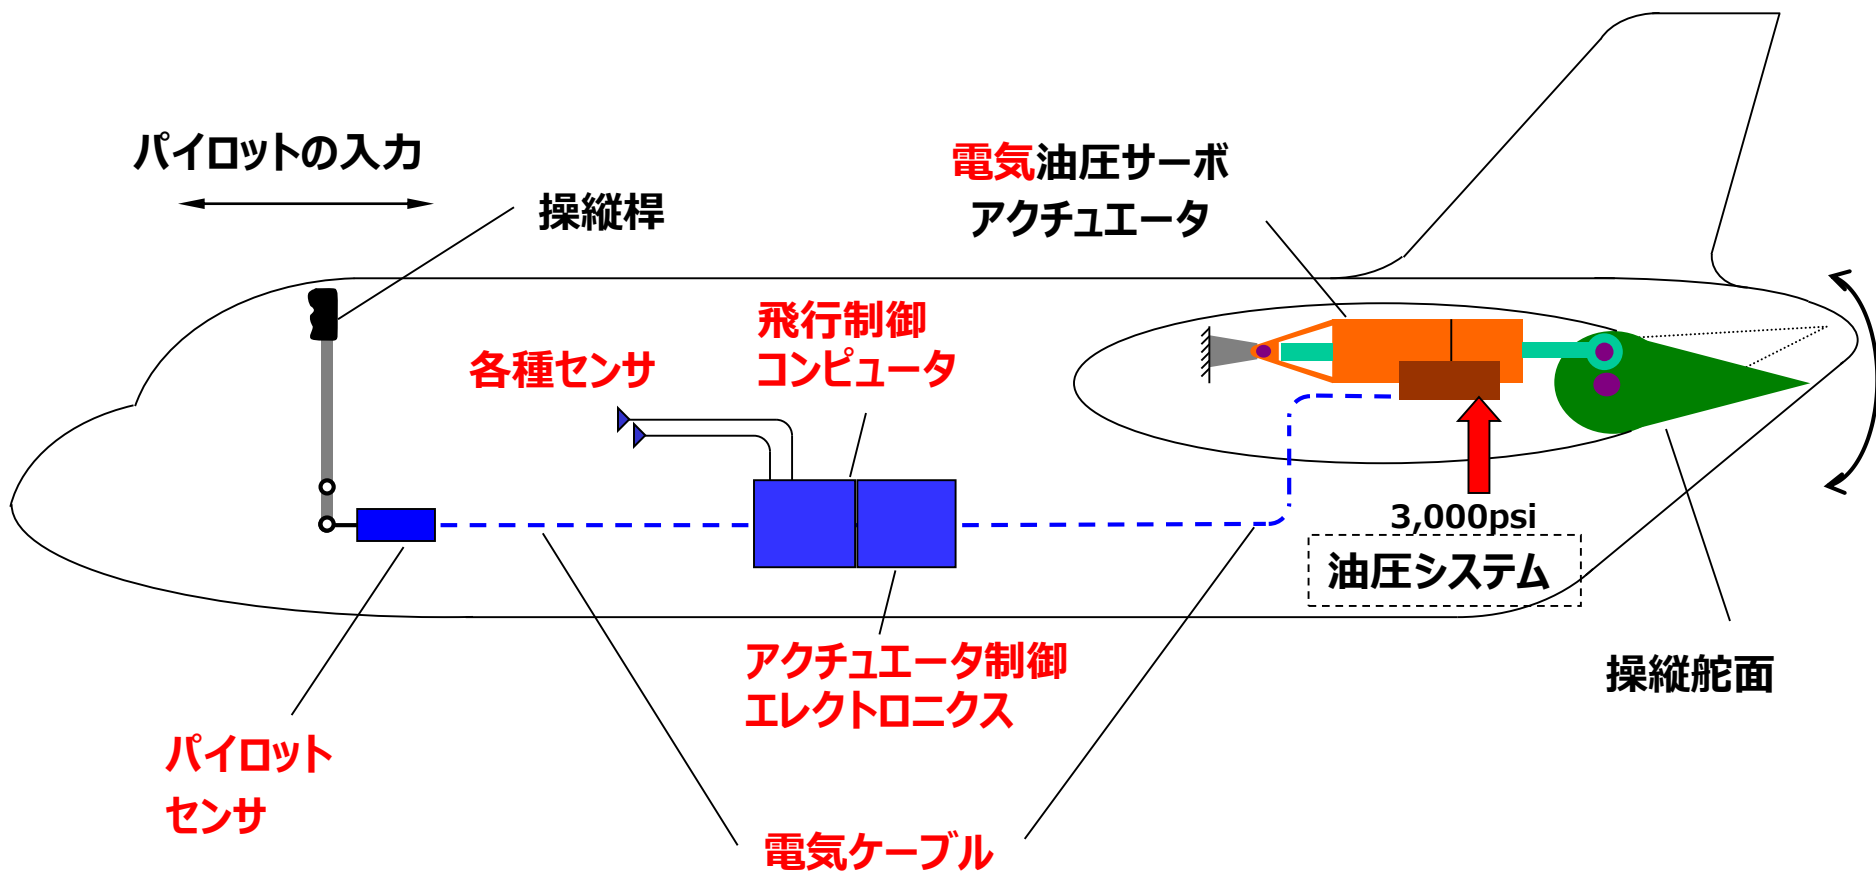 パイロットの入力
操縦桿
電気油圧サーボ
アクチュエータ
各種センサ
飛行制御
コンピュータ
3,000psi
油圧システム
アクチュエータ制御
エレクトロニクス
操縦舵面
パイロット
センサ
電気ケーブル